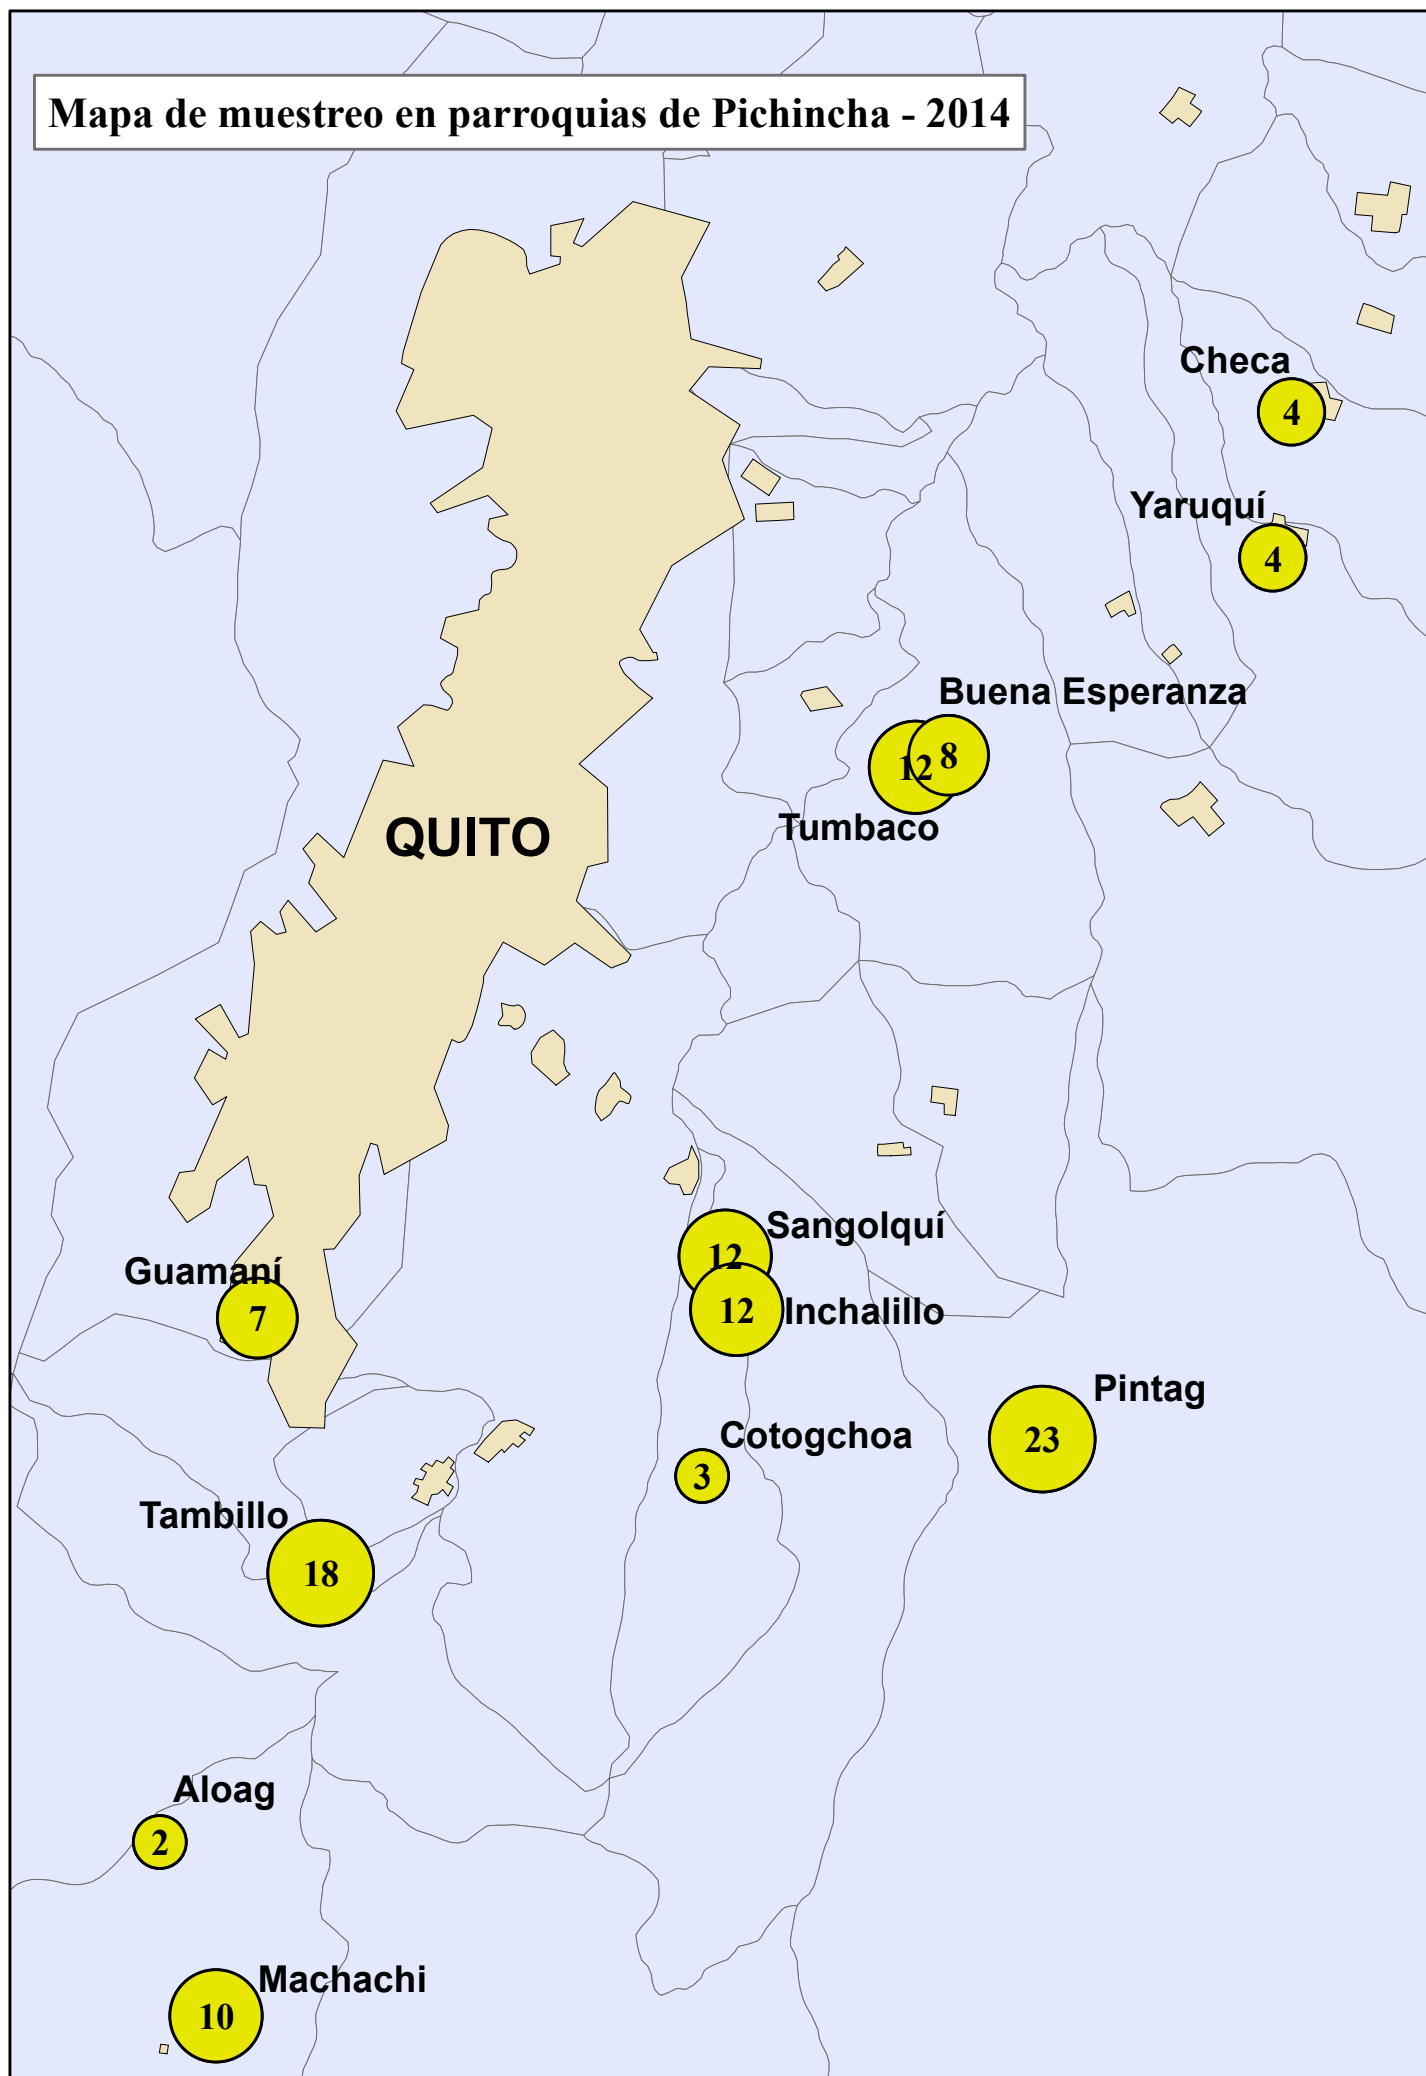 Mapa de muestreo en parroquias de Pichincha - 2014
Checa
4
Yaruquí
4
Buena Esperanza
8
12
Tumbaco
QUITO
Sangolquí
12
Guamaní
7
12
Inchalillo
Pintag
23
Cotogchoa
3
Tambillo
18
Aloag
2
Machachi
10